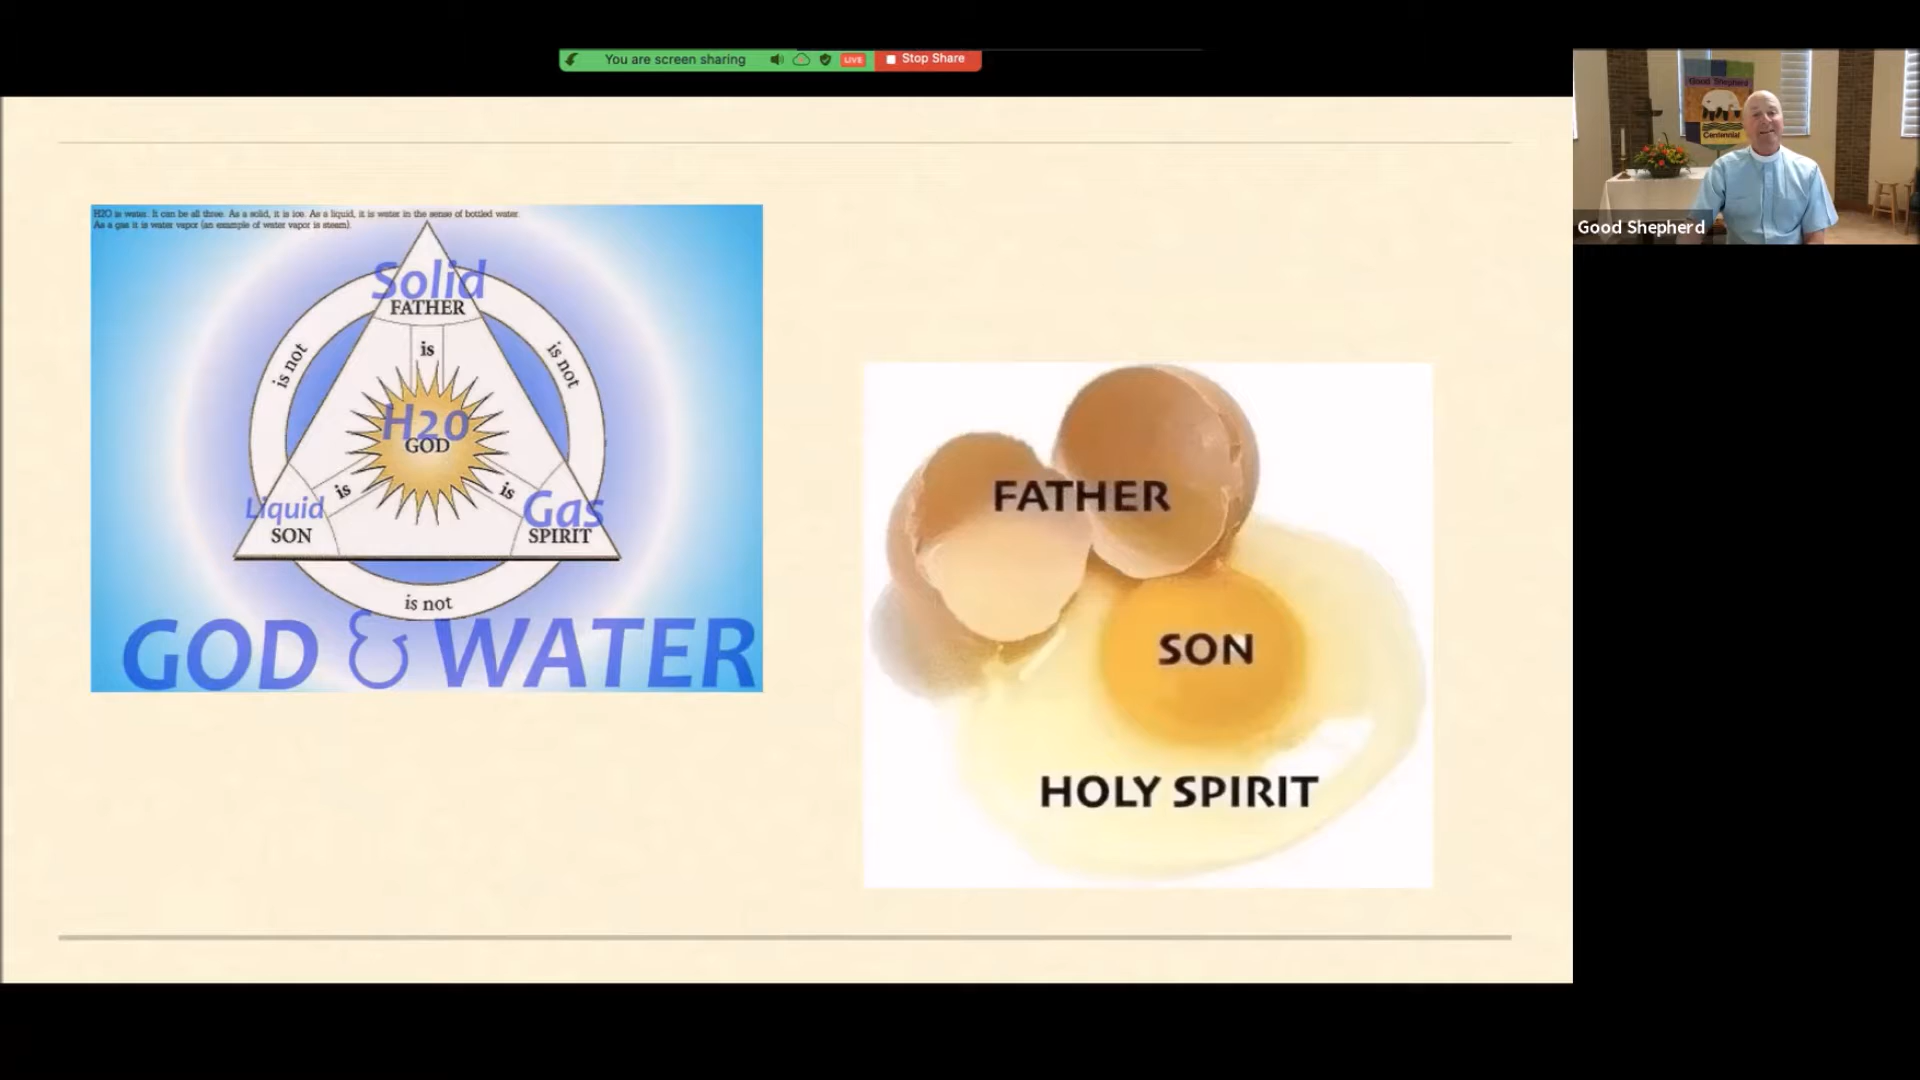 You are screen sharing
LIVE
Stop Share
Good Shepherd
Centennial
Good Shepherd
H2O is water. It can be all three. As a solid, it is ice. As a liquid, it is water in the sense of bottled water.
As a gas it is water vapor (an example of water vapor is steam).
Solid
FATHER
is
is not
is not
H2O
GOD
is
is
Liquid
SON
Gas
SPIRIT
is not
GOD & WATER
FATHER
SON
HOLY SPIRIT